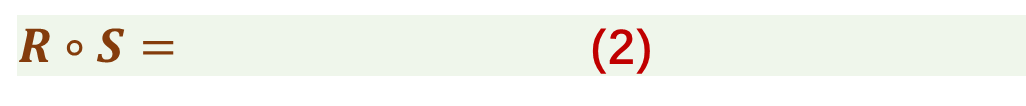 R ∘ S = (2)